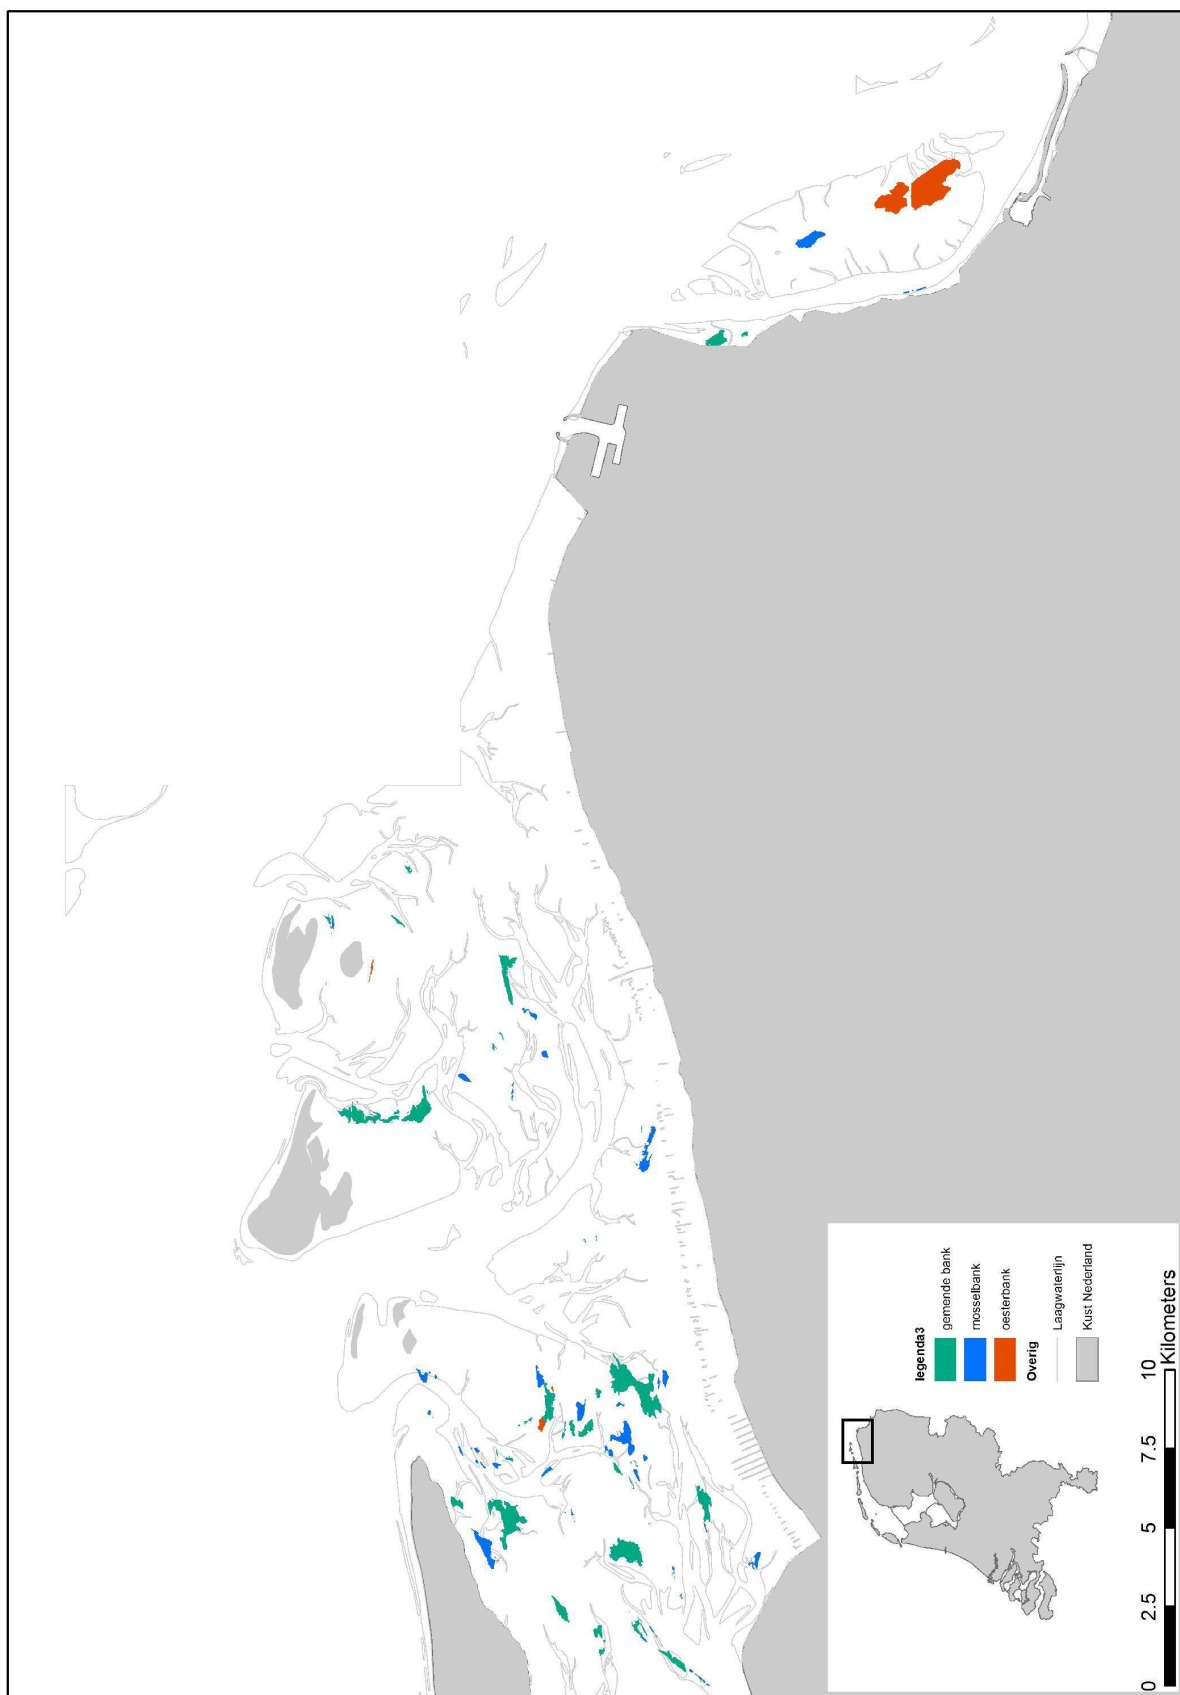 legenda3
gemende bank
mosselbank
oesterbank
Overig
Laagwaterlijn
Kust Nederland
0 2.5 5 7.5 10
Kilometers